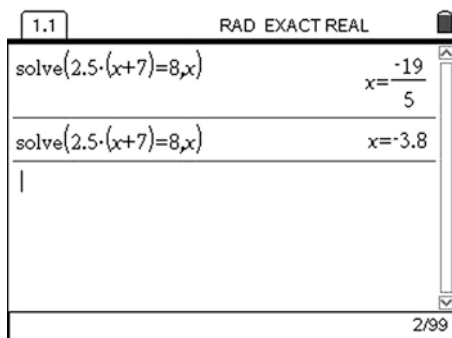 1.1 RAD EXACT REAL
solve(2.5·(x+7)=8,x)
x=-19/5
solve(2.5·(x+7)=8,x) x=-3.8
2/99